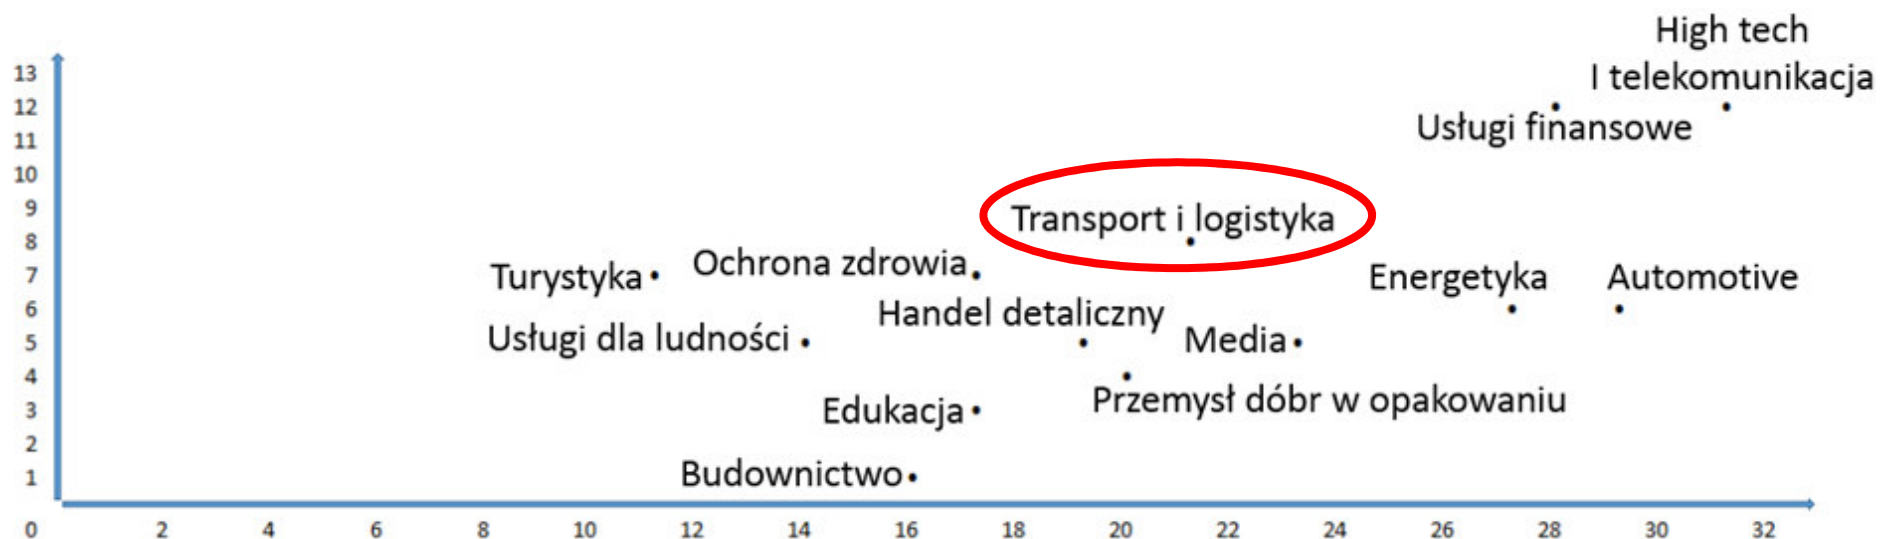 High tech
I telekomunikacja
13
12
11
10
9
8
7
6
5
4
3
2
1
Usługi finansowe
Transport i logistyka
Ochrona zdrowia
Turystyka
Energetyka
Automotive
Handel detaliczny
Usługi dla ludności
Media
Przemysł dóbr w opakowaniu
Edukacja
Budownictwo
0 2 4 6 8 10 12 14 16 18 20 22 24 26 28 30 32